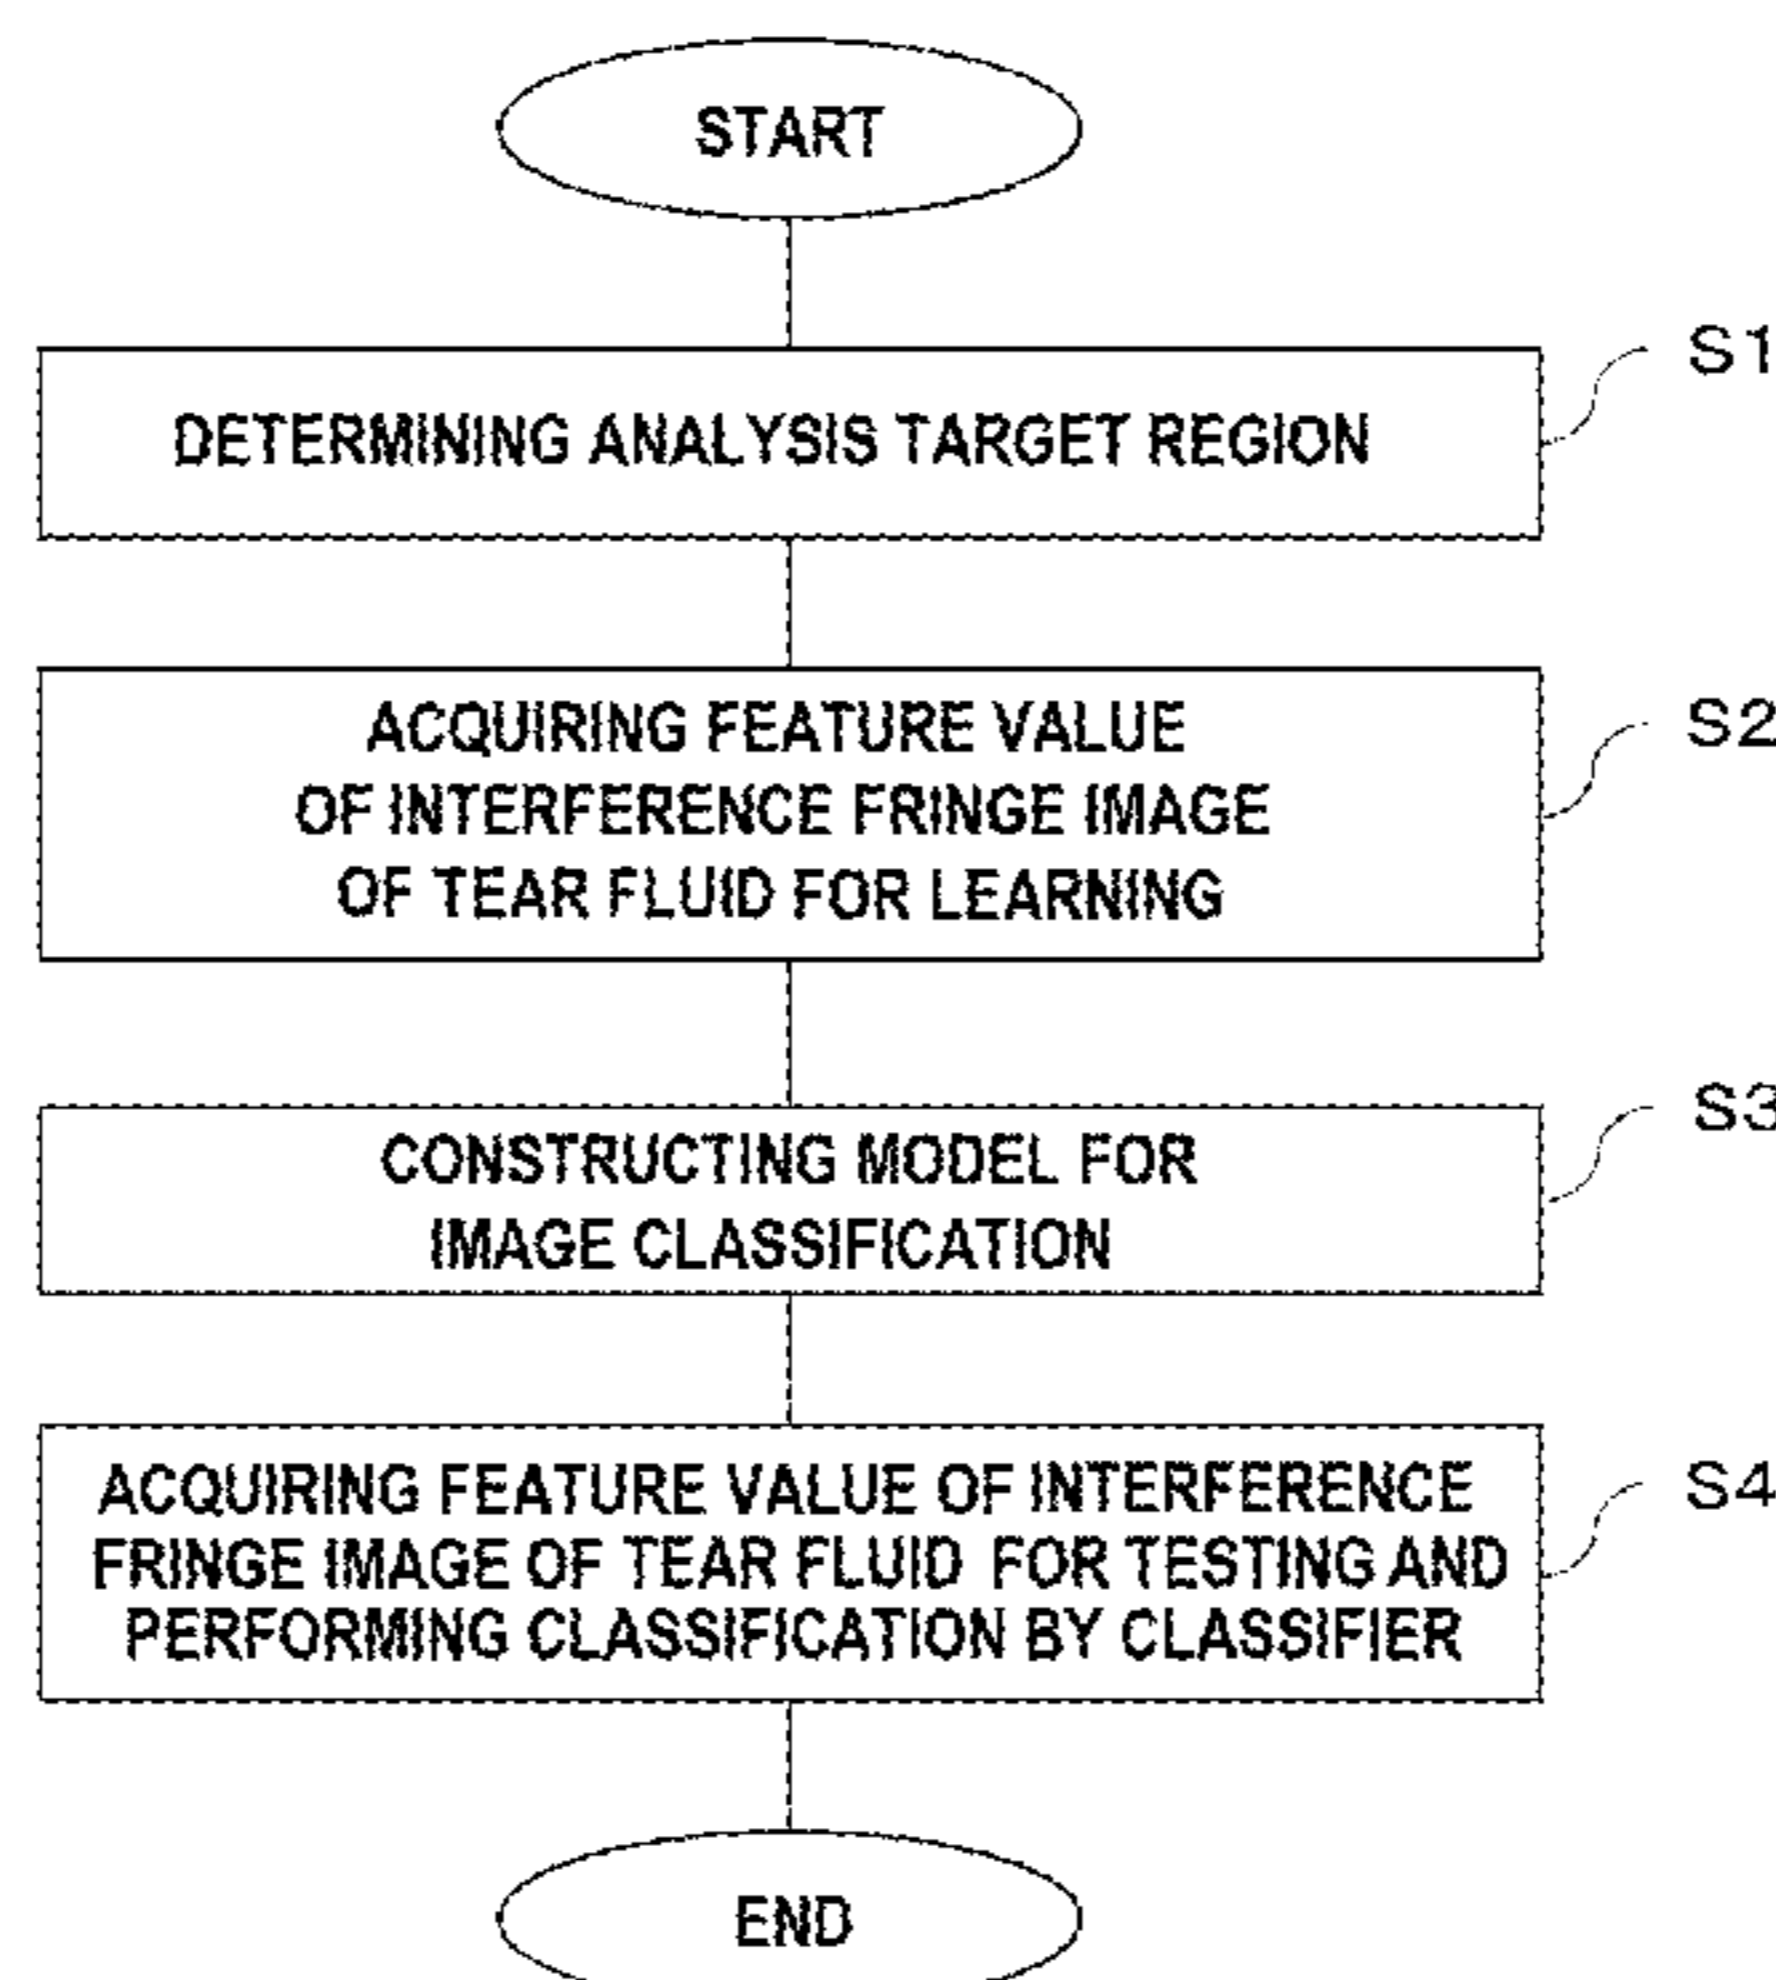 START
S1
DETERMINING ANALYSIS TARGET REGION
S2
ACQUIRING FEATURE VALUE
OF INTERFERENCE FRINGE IMAGE
OF TEAR FLUID FOR LEARNING
S3
CONSTRUCTING MODEL FOR
IMAGE CLASSIFICATION
S4
ACQUIRING FEATURE VALUE OF INTERFERENCE
FRINGE IMAGE OF TEAR FLUID FOR TESTING AND
PERFORMING CLASSIFICATION BY CLASSIFIER
END